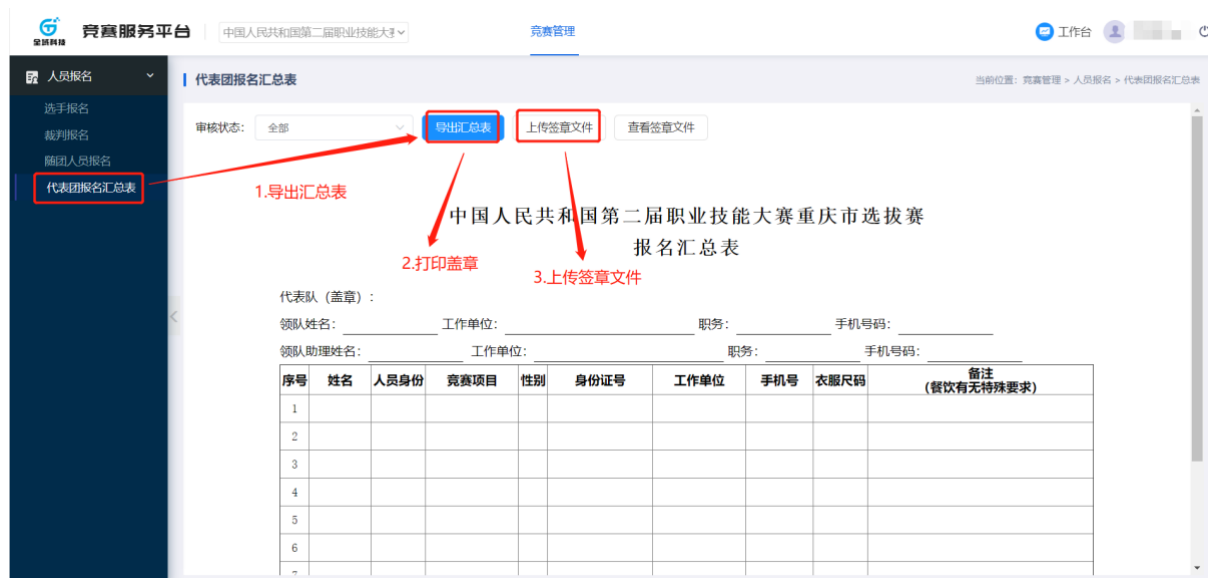 全民科技 竞赛服务平台 中国人民共和国第二届职业技能大 竞赛管理 工作台
人员报名
选手报名
裁判报名
随团人员报名
代表团报名汇总表
代表团报名汇总表 当前位置：竞赛管理 > 人员报名 > 代表团报名汇总表
审核状态： 全部 导出汇总表 上传签章文件 查看签章文件
1.导出汇总表
2.打印盖章
3.上传签章文件
中国人民共和国第二届职业技能大赛重庆市选拔赛
报名汇总表
代表队（盖章）：
领队姓名： 工作单位： 职务： 手机号码：
领队助理姓名： 工作单位： 职务： 手机号码：
序号 姓名 人员身份 竞赛项目 性别 身份证号 工作单位 手机号 衣服尺码 备注
(餐饮有无特殊要求)
1
2
3
4
5
6
7